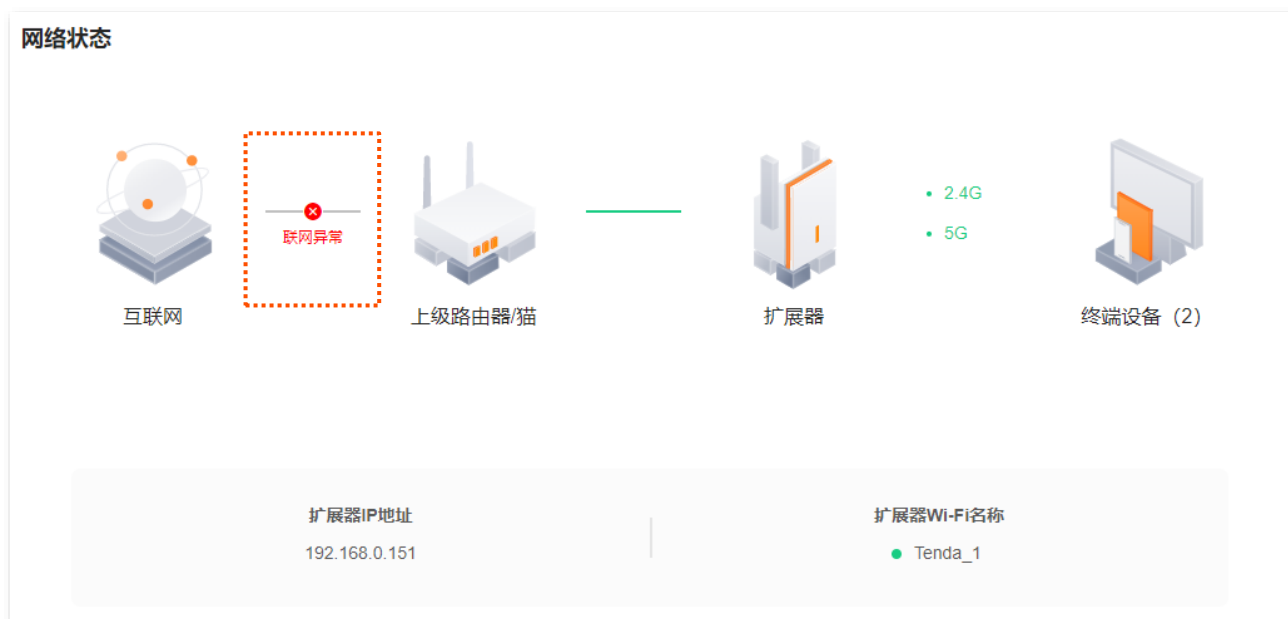 网络状态
联网异常
• 2.4G
• 5G
互联网
上级路由器/猫
扩展器
终端设备（2）
扩展器IP地址
扩展器Wi-Fi名称
192.168.0.151
Tenda_1